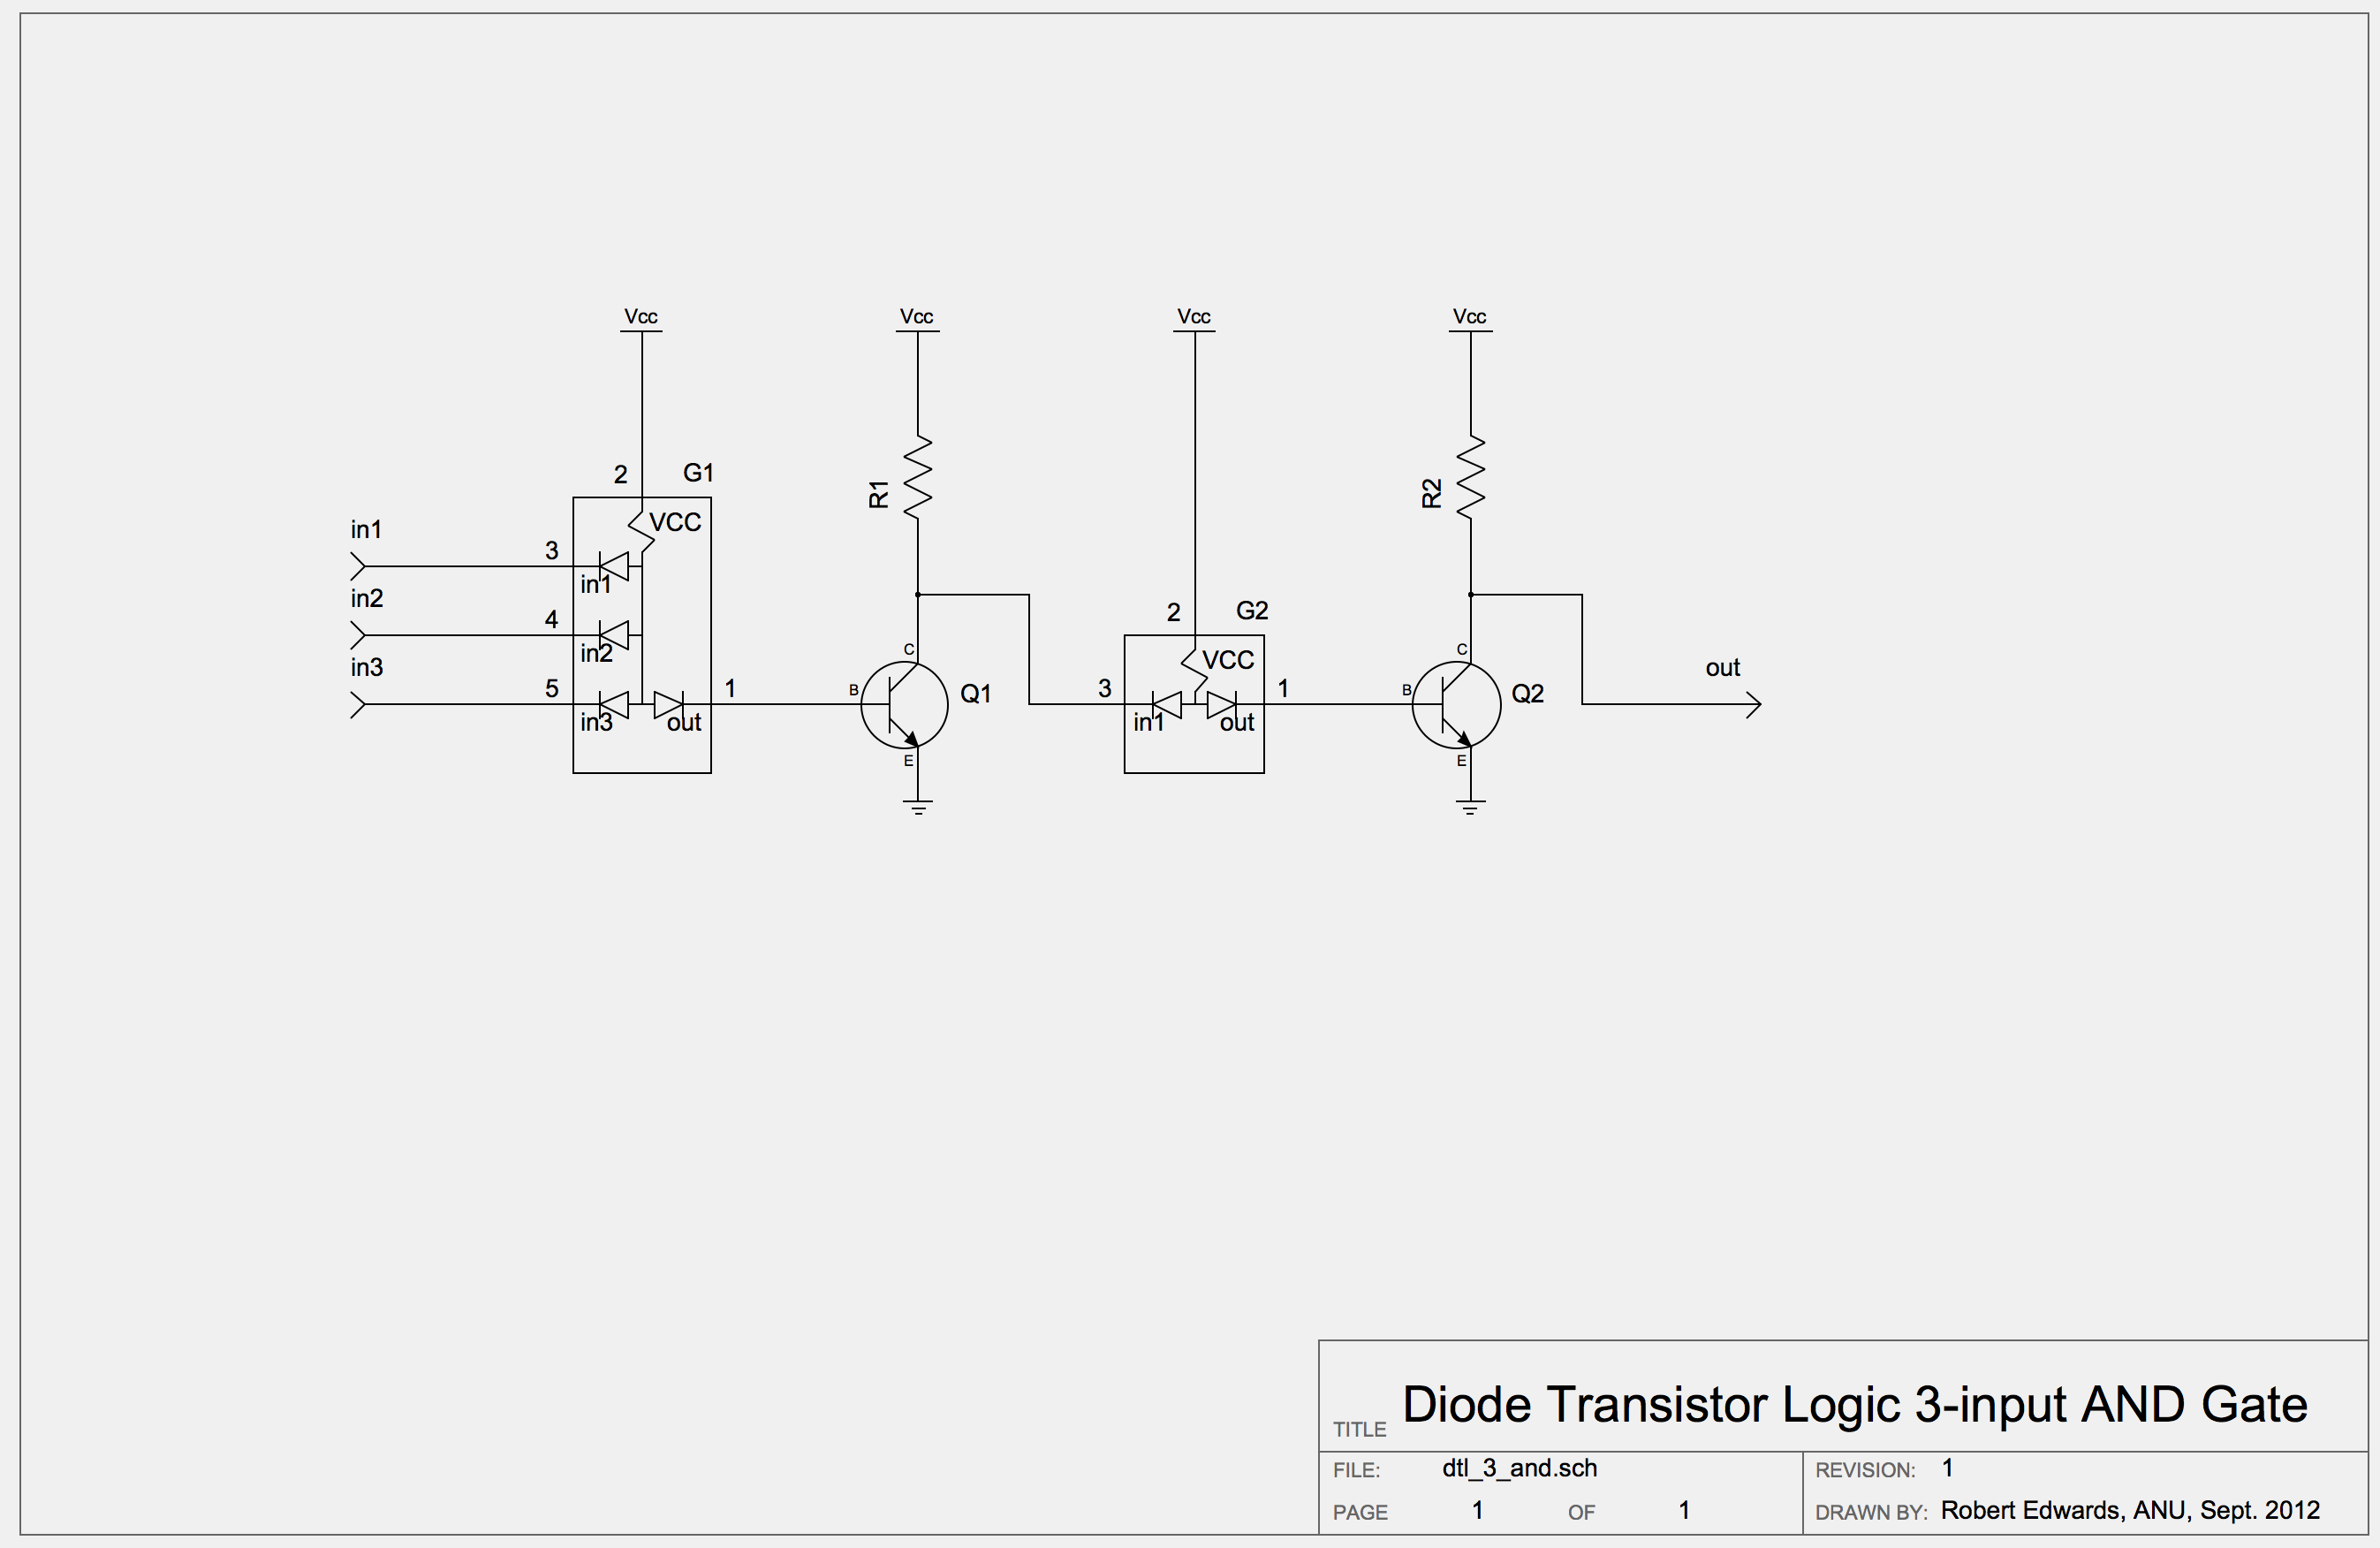 Vcc Vcc Vcc Vcc
2 G1
R1
R2
VCC
in1
3
in1
in2
4
in2
2 G2
C
C
VCC
in3
5
in3
out
1
B
Q1
3
in1
out
1
B
Q2
out
E
E
TITLE Diode Transistor Logic 3-input AND Gate
FILE: dtl_3_and.sch REVISION: 1
PAGE 1 OF 1 DRAWN BY: Robert Edwards, ANU, Sept. 2012